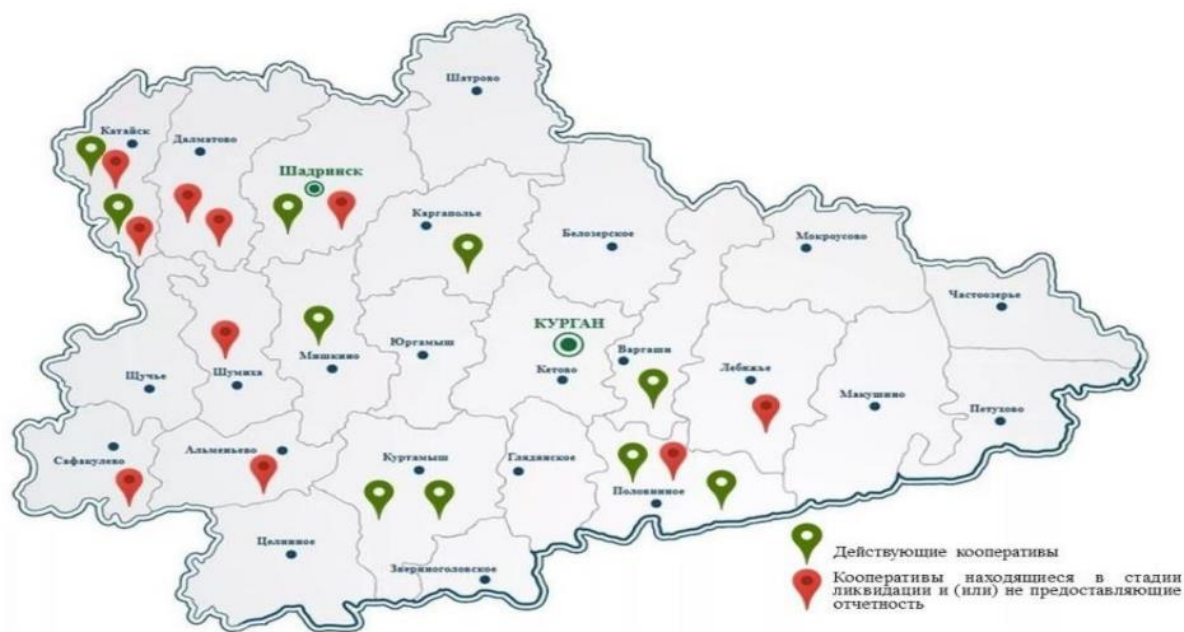 Шатрово
Катайск
Далматово
Шадринск
Каргаполье
Белозерское
Мокроусово
Частоозерье
КУРГАН
Юргамыш
Варгаши
Мишкино
Щучье
Шумиха
Кетово
Лебяжье
Макушино
Петухово
Сафакулево
Альменьево
Куртамыш
Глядянское
Половинное
Целинное
Звериноголовское
Действующие кооперативы
Кооперативы находящиеся в стадии
ликвидации и (или) не предоставляющие
отчетность